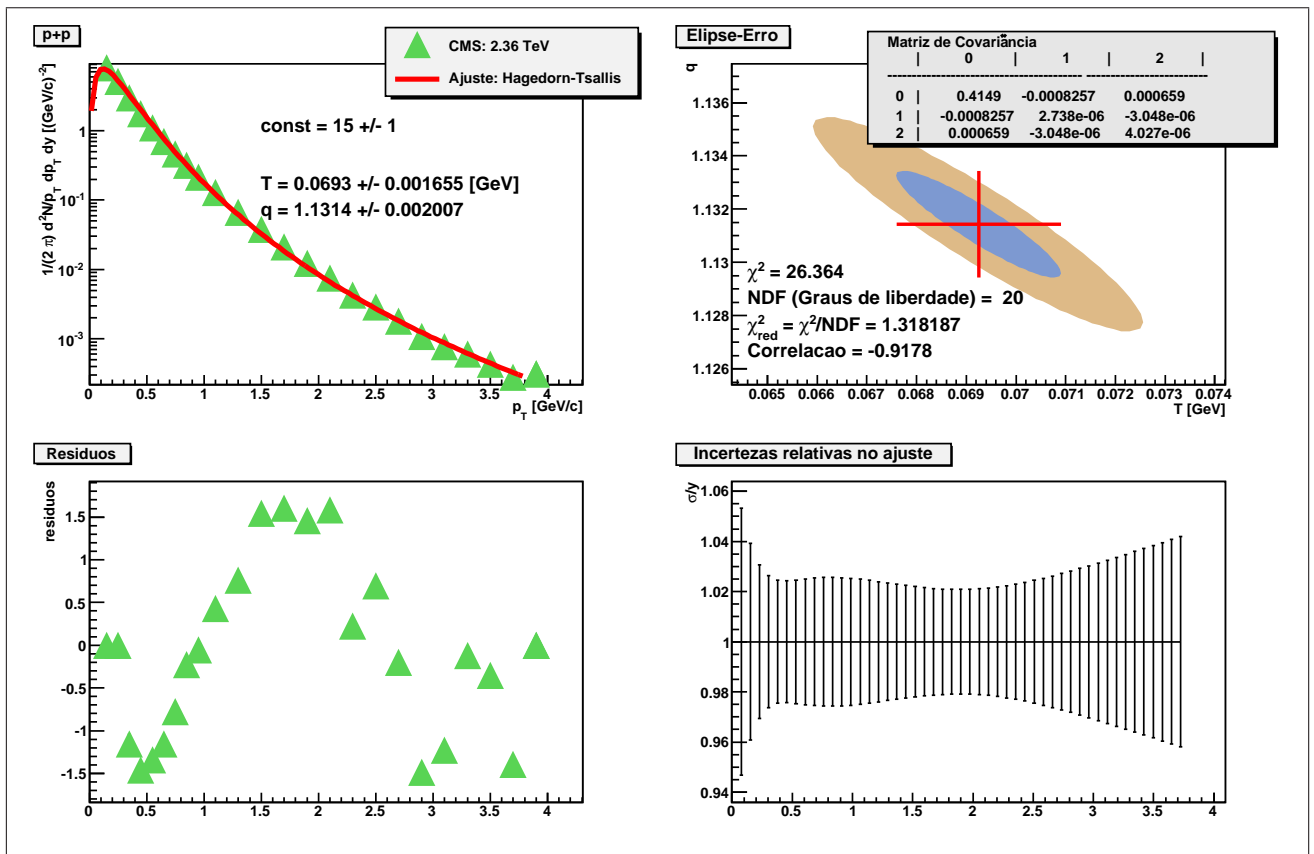 p+p
CMS: 2.36 TeV
Ajuste: Hagedorn-Tsallis
1/(2 π) d²N/p_T dp_T dy [(GeV/c)⁻²]
1
10⁻¹
10⁻²
10⁻³
const = 15 +/- 1
T = 0.0693 +/- 0.001655 [GeV]
q = 1.1314 +/- 0.002007
0 0.5 1 1.5 2 2.5 3 3.5 4
p_T [GeV/c]
Elipse-Erro
Matriz de Covariância
| 0 | 1 | 2 |
0 | 0.4149 -0.0008257 0.000659
1 | -0.0008257 2.738e-06 -3.048e-06
2 | 0.000659 -3.048e-06 4.027e-06
q
1.136
1.134
1.132
1.13
1.128
1.126
χ² = 26.364
NDF (Graus de liberdade) = 20
χ²_red = χ²/NDF = 1.318187
Correlacao = -0.9178
0.065 0.066 0.067 0.068 0.069 0.07 0.071 0.072 0.073 0.074
T [GeV]
Residuos
residuos
1.5
1
0.5
0
-0.5
-1
-1.5
0 0.5 1 1.5 2 2.5 3 3.5 4
Incertezas relativas no ajuste
σ/y
1.06
1.04
1.02
1
0.98
0.96
0.94
0 0.5 1 1.5 2 2.5 3 3.5 4